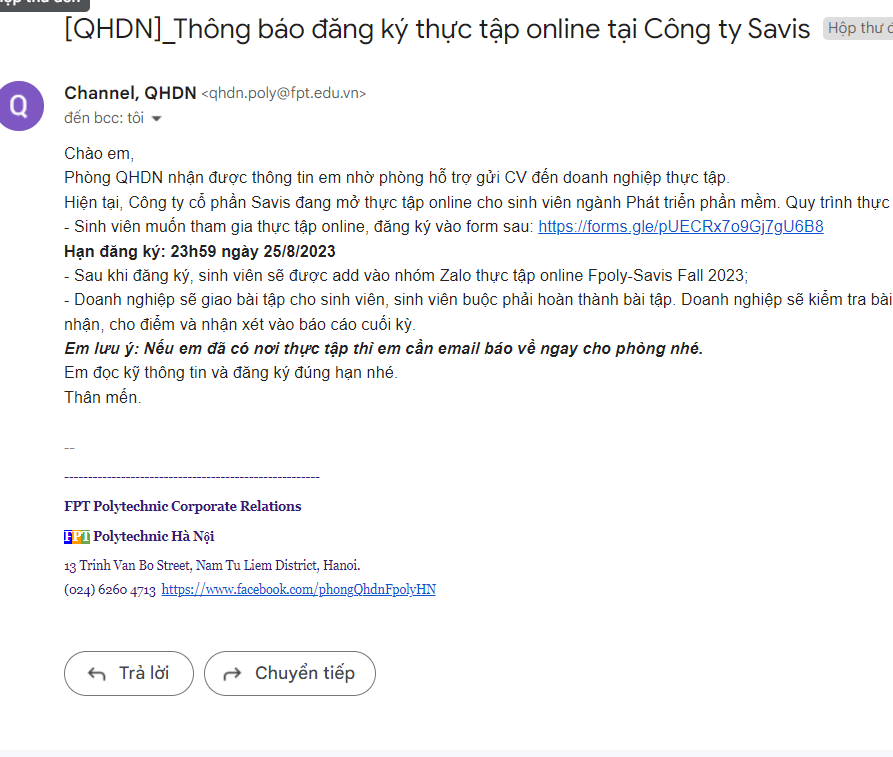 [QHDN]_Thông báo đăng ký thực tập online tại Công ty Savis Hộp thư
Q
Channel, QHDN <qhdn.poly@fpt.edu.vn>
đến bcc: tôi
Chào em,
Phòng QHDN nhận được thông tin em nhờ phòng hỗ trợ gửi CV đến doanh nghiệp thực tập.
Hiện tại, Công ty cổ phần Savis đang mở thực tập online cho sinh viên ngành Phát triển phần mềm. Quy trình thực
- Sinh viên muốn tham gia thực tập online, đăng ký vào form sau: https://forms.gle/pUECRx7o9Gj7gU6B8
Hạn đăng ký: 23h59 ngày 25/8/2023
- Sau khi đăng ký, sinh viên sẽ được add vào nhóm Zalo thực tập online Fpoly-Savis Fall 2023;
- Doanh nghiệp sẽ giao bài tập cho sinh viên, sinh viên buộc phải hoàn thành bài tập. Doanh nghiệp sẽ kiểm tra bài
nhận, cho điểm và nhận xét vào báo cáo cuối kỳ.
Em lưu ý: Nếu em đã có nơi thực tập thì em cần email báo về ngay cho phòng nhé.
Em đọc kỹ thông tin và đăng ký đúng hạn nhé.
Thân mến.
--
------------------------------------------------------
FPT Polytechnic Corporate Relations
FPT Polytechnic Hà Nội
13 Trinh Van Bo Street, Nam Tu Liem District, Hanoi.
(024) 6260 4713 https://www.facebook.com/phongQhdnFpolyHN
Trả lời Chuyển tiếp